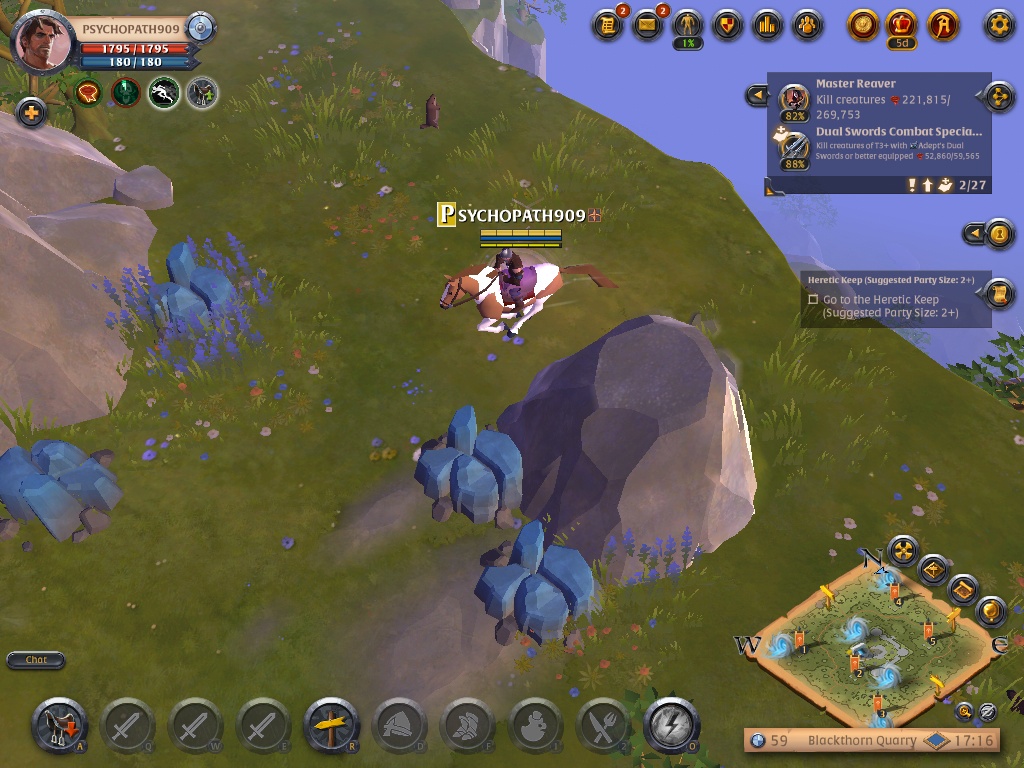 PSYCHOPATH909
1795 / 1795
180 / 180
2
2
1%
5d
Master Reaver
Kill creatures 221,815/
269,753
82%
Dual Swords Combat Specia...
Kill creatures of T3+ with Adept's Dual
Swords or better equipped 52,860/59,565
88%
2/27
PSYCHOPATH909
Heretic Keep (Suggested Party Size: 2+)
Go to the Heretic Keep
(Suggested Party Size: 2+)
N
W
E
4
1
5
2
3
Chat
A
Q
W
E
R
D
F
1
2
O
59
Blackthorn Quarry
17:16